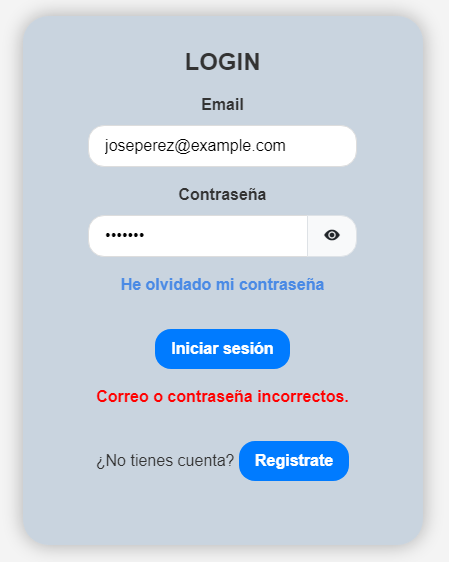 LOGIN
Email
joseperez@example.com
Contraseña
•••••••
He olvidado mi contraseña
Iniciar sesión
Correo o contraseña incorrectos.
¿No tienes cuenta? Registrate